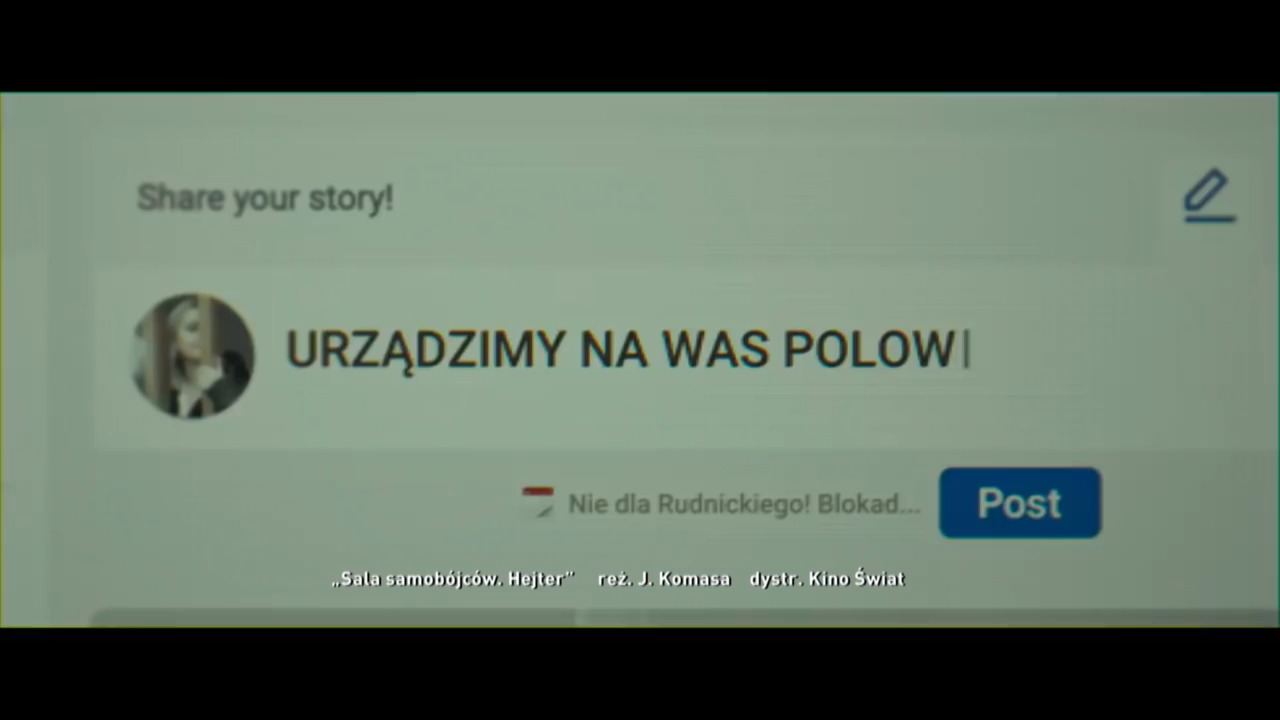 Share your story!
URZĄDZIMY NA WAS POLOW
Nie dla Rudnickiego! Blokad...
Post
„Sala samobójców. Hejter” reż. J. Komasa dystr. Kino Świat